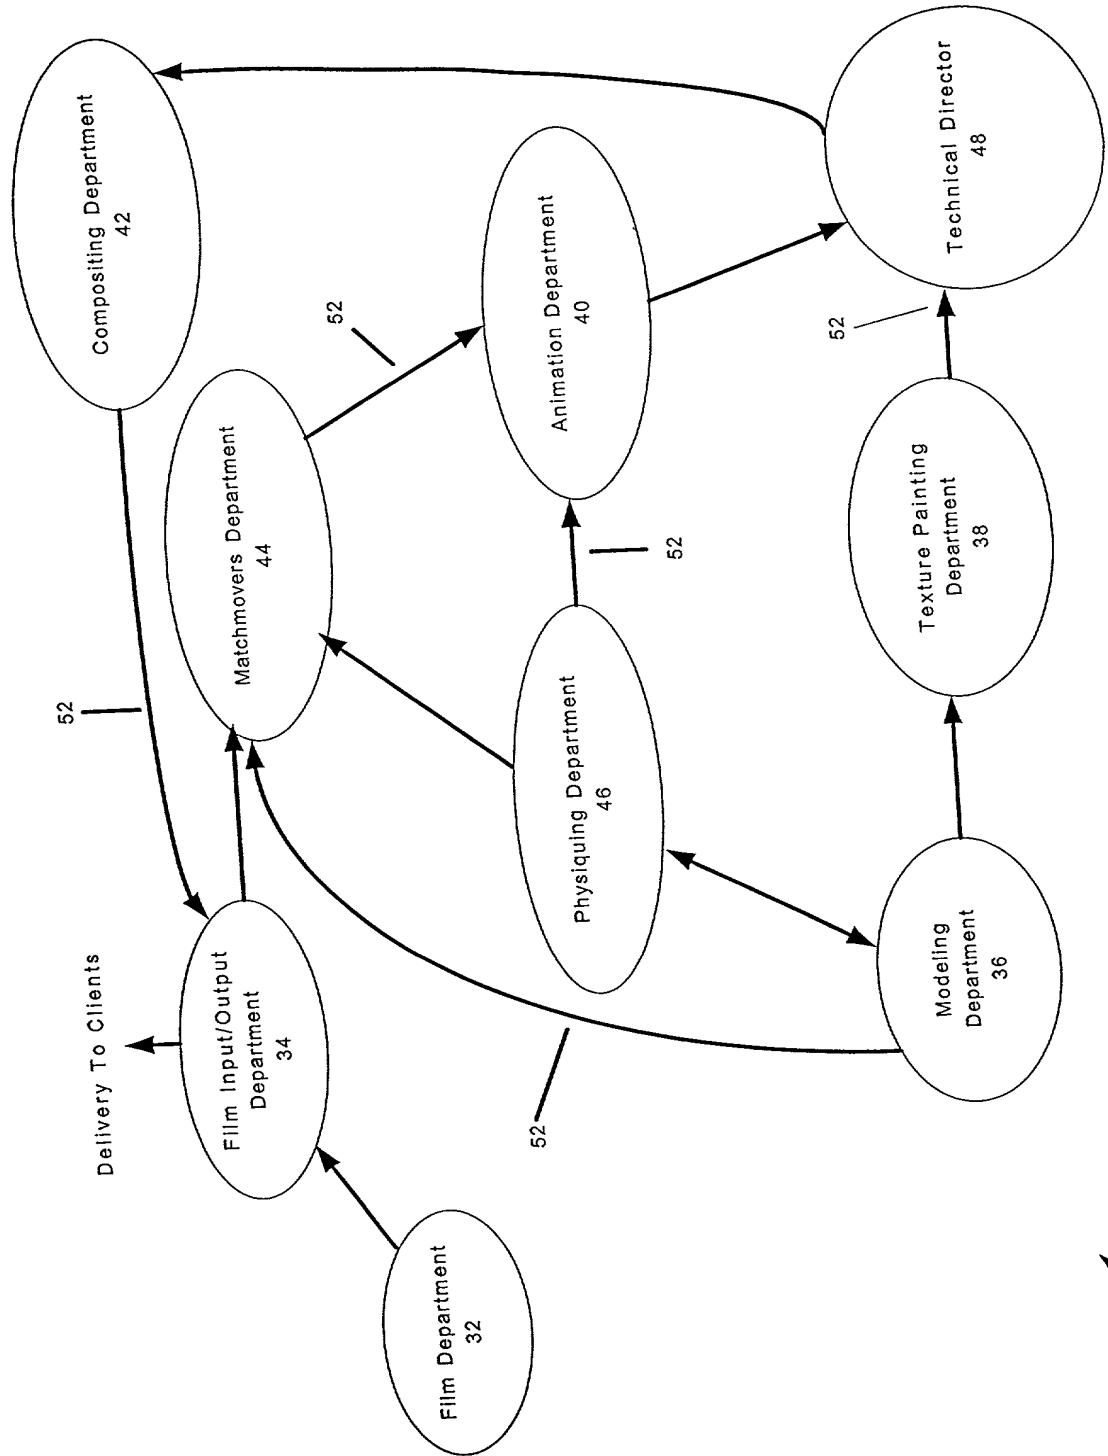 Delivery To Clients
52
Compositing Department
42
Film Input/Output
Department
34
Matchmovers Department
44
52
Film Department
32
52
Physiquing Department
46
52
Animation Department
40
52
Modeling
Department
36
Texture Painting
Department
38
Technical Director
48